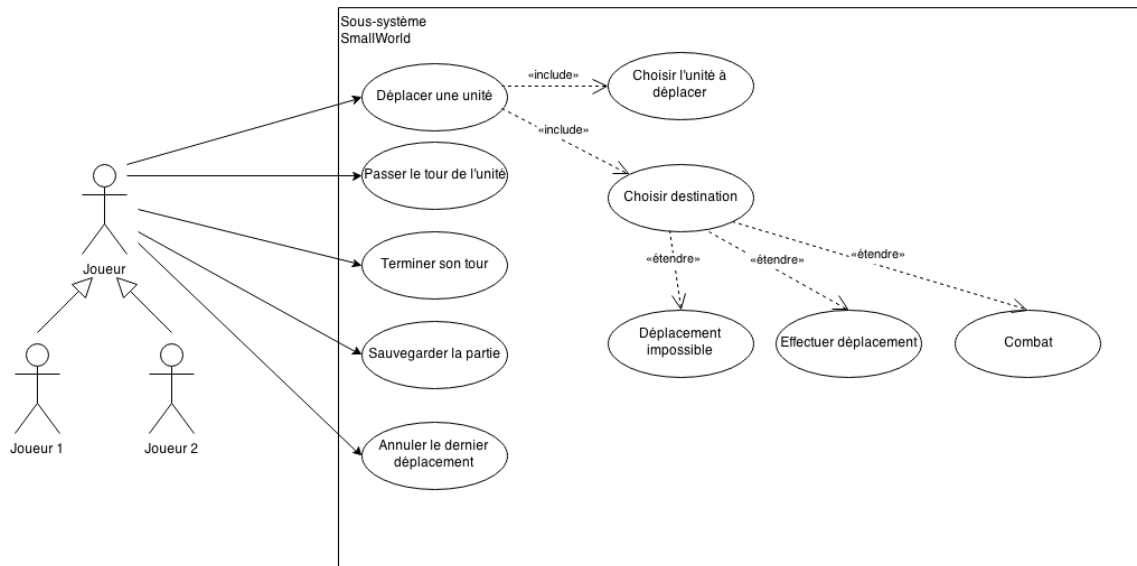 Sous-système
SmallWorld
Déplacer une unité
«include»
Choisir l'unité à
déplacer
«include»
Passer le tour de l'unité
Choisir destination
Joueur
Terminer son tour
«étendre»
«étendre»
«étendre»
Sauvegarder la partie
Déplacement
impossible
Effectuer déplacement
Combat
Joueur 1
Joueur 2
Annuler le dernier
déplacement